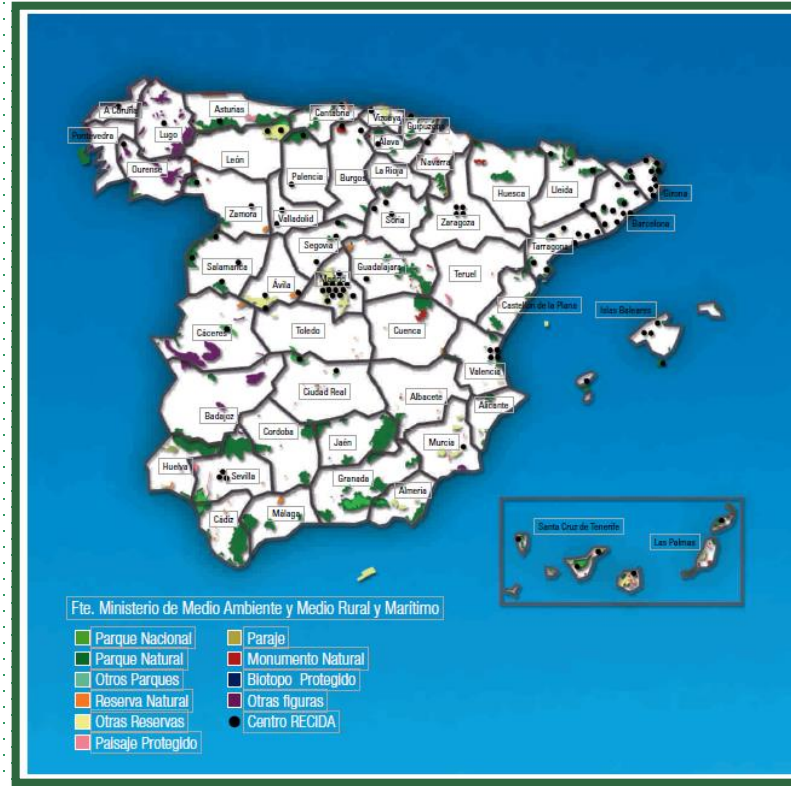 A Coruña
Lugo
Asturias
Cantabria
Vizcaya
Guipuzcoa
Alava
Navarra
Pontevedra
Ourense
León
Palencia
Burgos
La Rioja
Huesca
Lleida
Girona
Barcelona
Zamora
Valladolid
Soria
Zaragoza
Tarragona
Salamanca
Segovia
Ávila
Guadalajara
Teruel
Castellón de la Plana
Islas Baleares
Cáceres
Toledo
Cuenca
Valencia
Badajoz
Ciudad Real
Albacete
Alicante
Cordoba
Jaén
Murcia
Huelva
Sevilla
Granada
Almería
Cádiz
Málaga
Santa Cruz de Tenerife
Las Palmas
Fte. Ministerio de Medio Ambiente y Medio Rural y Marítimo
Parque Nacional
Parque Natural
Otros Parques
Reserva Natural
Otras Reservas
Paisaje Protegido
Paraje
Monumento Natural
Biotopo Protegido
Otras figuras
Centro RECIDA